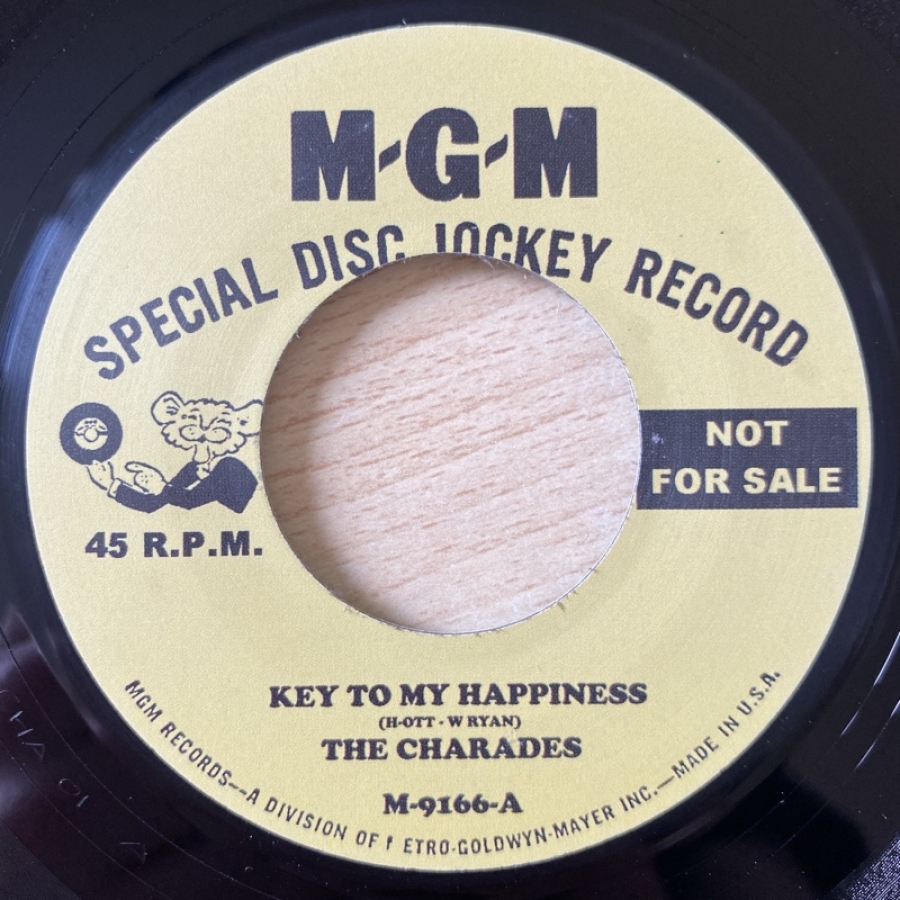 M-G-M
SPECIAL DISC JOCKEY RECORD
NOT
FOR SALE
45 R.P.M.
KEY TO MY HAPPINESS
(H-OTT - W RYAN)
THE CHARADES
M-9166-A
MGM RECORDS--A DIVISION OF ETRO-GOLDWYN-MAYER INC.—MADE IN U.S.A.